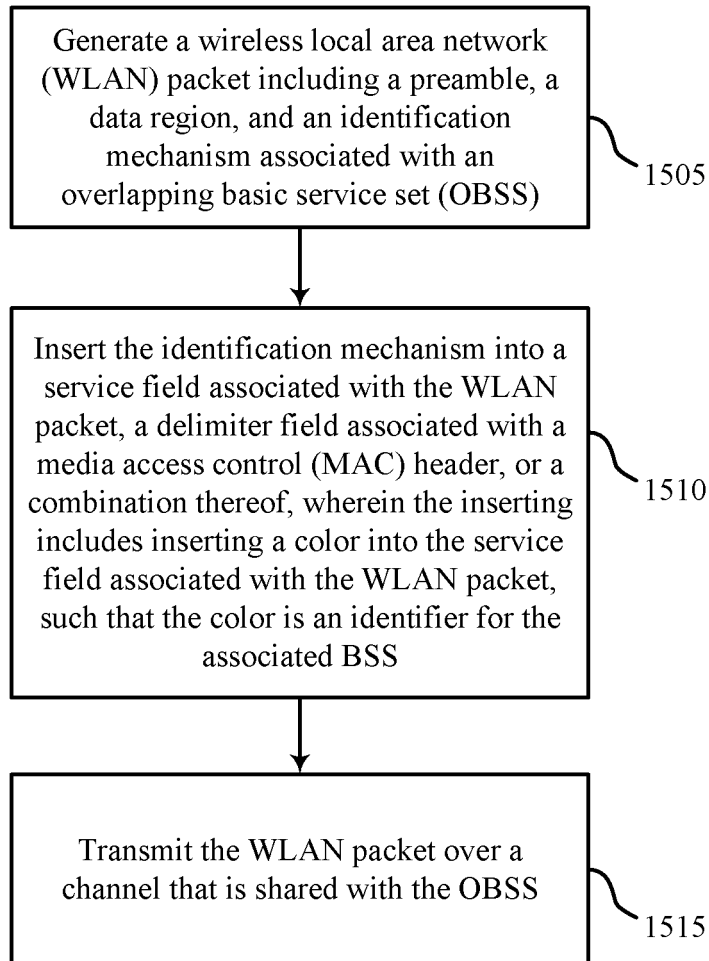 Generate a wireless local area network
(WLAN) packet including a preamble, a
data region, and an identification
mechanism associated with an
overlapping basic service set (OBSS)
1505
Insert the identification mechanism into a
service field associated with the WLAN
packet, a delimiter field associated with a
media access control (MAC) header, or a
combination thereof, wherein the inserting
includes inserting a color into the service
field associated with the WLAN packet,
such that the color is an identifier for the
associated BSS
1510
Transmit the WLAN packet over a
channel that is shared with the OBSS
1515